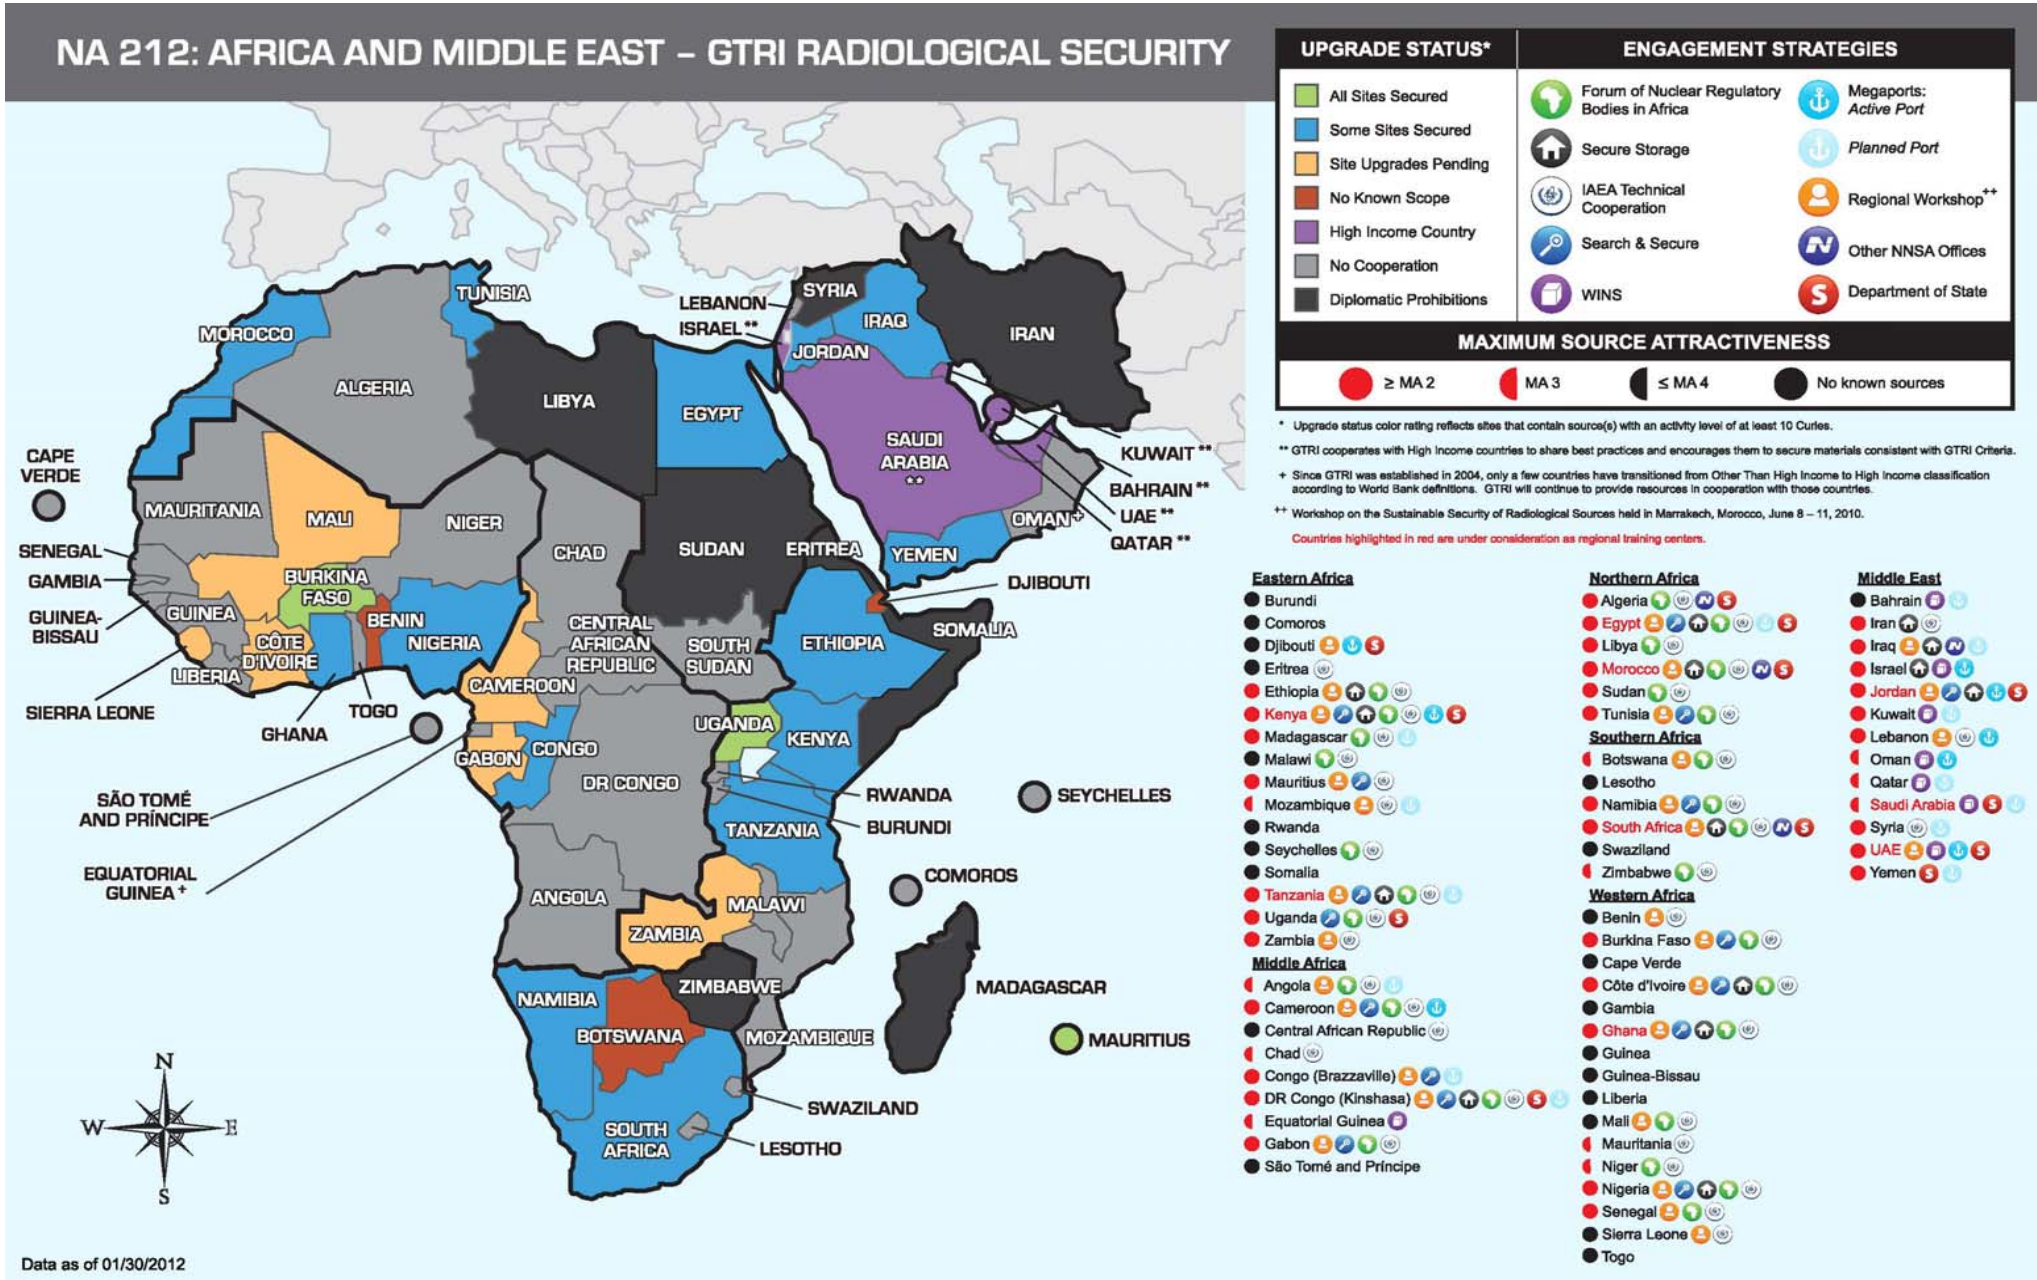 NA 212: AFRICA AND MIDDLE EAST – GTRI RADIOLOGICAL SECURITY
UPGRADE STATUS*
All Sites Secured
Some Sites Secured
Site Upgrades Pending
No Known Scope
High Income Country
No Cooperation
Diplomatic Prohibitions
ENGAGEMENT STRATEGIES
Forum of Nuclear Regulatory
Bodies in Africa
Secure Storage
IAEA Technical
Cooperation
Search & Secure
WINS
Megaports:
Active Port
Planned Port
Regional Workshop++
Other NNSA Offices
S
Department of State
MAXIMUM SOURCE ATTRACTIVENESS
≥ MA 2
MA 3
≤ MA 4
No known sources
* Upgrade status color rating reflects sites that contain source(s) with an activity level of at least 10 Curies.
** GTRI cooperates with High Income countries to share best practices and encourages them to secure materials consistent with GTRI Criteria.
+ Since GTRI was established in 2004, only a few countries have transitioned from Other Than High Income to High Income classification
according to World Bank definitions. GTRI will continue to provide resources in cooperation with those countries.
++ Workshop on the Sustainable Security of Radiological Sources held in Marrakech, Morocco, June 8 – 11, 2010.
Countries highlighted in red are under consideration as regional training centers.
TUNISIA
MOROCCO
ALGERIA
LIBYA
EGYPT
LEBANON
ISRAEL**
SYRIA
IRAQ
JORDAN
IRAN
SAUDI
ARABIA
**
KUWAIT**
BAHRAIN**
UAE**
QATAR**
OMAN+
YEMEN
CAPE
VERDE
MAURITANIA
MALI
NIGER
CHAD
SUDAN
ERITREA
DJIBOUTI
SENEGAL
GAMBIA
GUINEA-
BISSAU
GUINEA
BURKINA
FASO
BENIN
NIGERIA
CÔTE
D'IVOIRE
LIBERIA
SIERRA LEONE
GHANA
TOGO
CENTRAL
AFRICAN
REPUBLIC
SOUTH
SUDAN
ETHIOPIA
SOMALIA
CAMEROON
UGANDA
KENYA
GABON
CONGO
DR CONGO
SÃO TOMÉ
AND PRÍNCIPE
EQUATORIAL
GUINEA+
RWANDA
BURUNDI
SEYCHELLES
TANZANIA
COMOROS
ANGOLA
MALAWI
ZAMBIA
ZIMBABWE
MADAGASCAR
NAMIBIA
BOTSWANA
MOZAMBIQUE
MAURITIUS
SWAZILAND
SOUTH
AFRICA
LESOTHO
N
W
E
S
Data as of 01/30/2012
Eastern Africa
Burundi
Comoros
Djibouti S
Eritrea
Ethiopia
Kenya S
Madagascar
Malawi
Mauritius
Mozambique
Rwanda
Seychelles
Somalia
Tanzania
Uganda S
Zambia
Middle Africa
Angola
Cameroon
Central African Republic
Chad
Congo (Brazzaville)
DR Congo (Kinshasa) S
Equatorial Guinea
Gabon
São Tomé and Príncipe
Northern Africa
Algeria S
Egypt S
Libya
Morocco S
Sudan
Tunisia
Southern Africa
Botswana
Lesotho
Namibia
South Africa S
Swaziland
Zimbabwe
Western Africa
Benin
Burkina Faso
Cape Verde
Côte d'Ivoire
Gambia
Ghana
Guinea
Guinea-Bissau
Liberia
Mali
Mauritania
Niger
Nigeria
Senegal
Sierra Leone
Togo
Middle East
Bahrain
Iran
Iraq
Israel
Jordan S
Kuwait
Lebanon
Oman
Qatar
Saudi Arabia S
Syria
UAE S
Yemen S